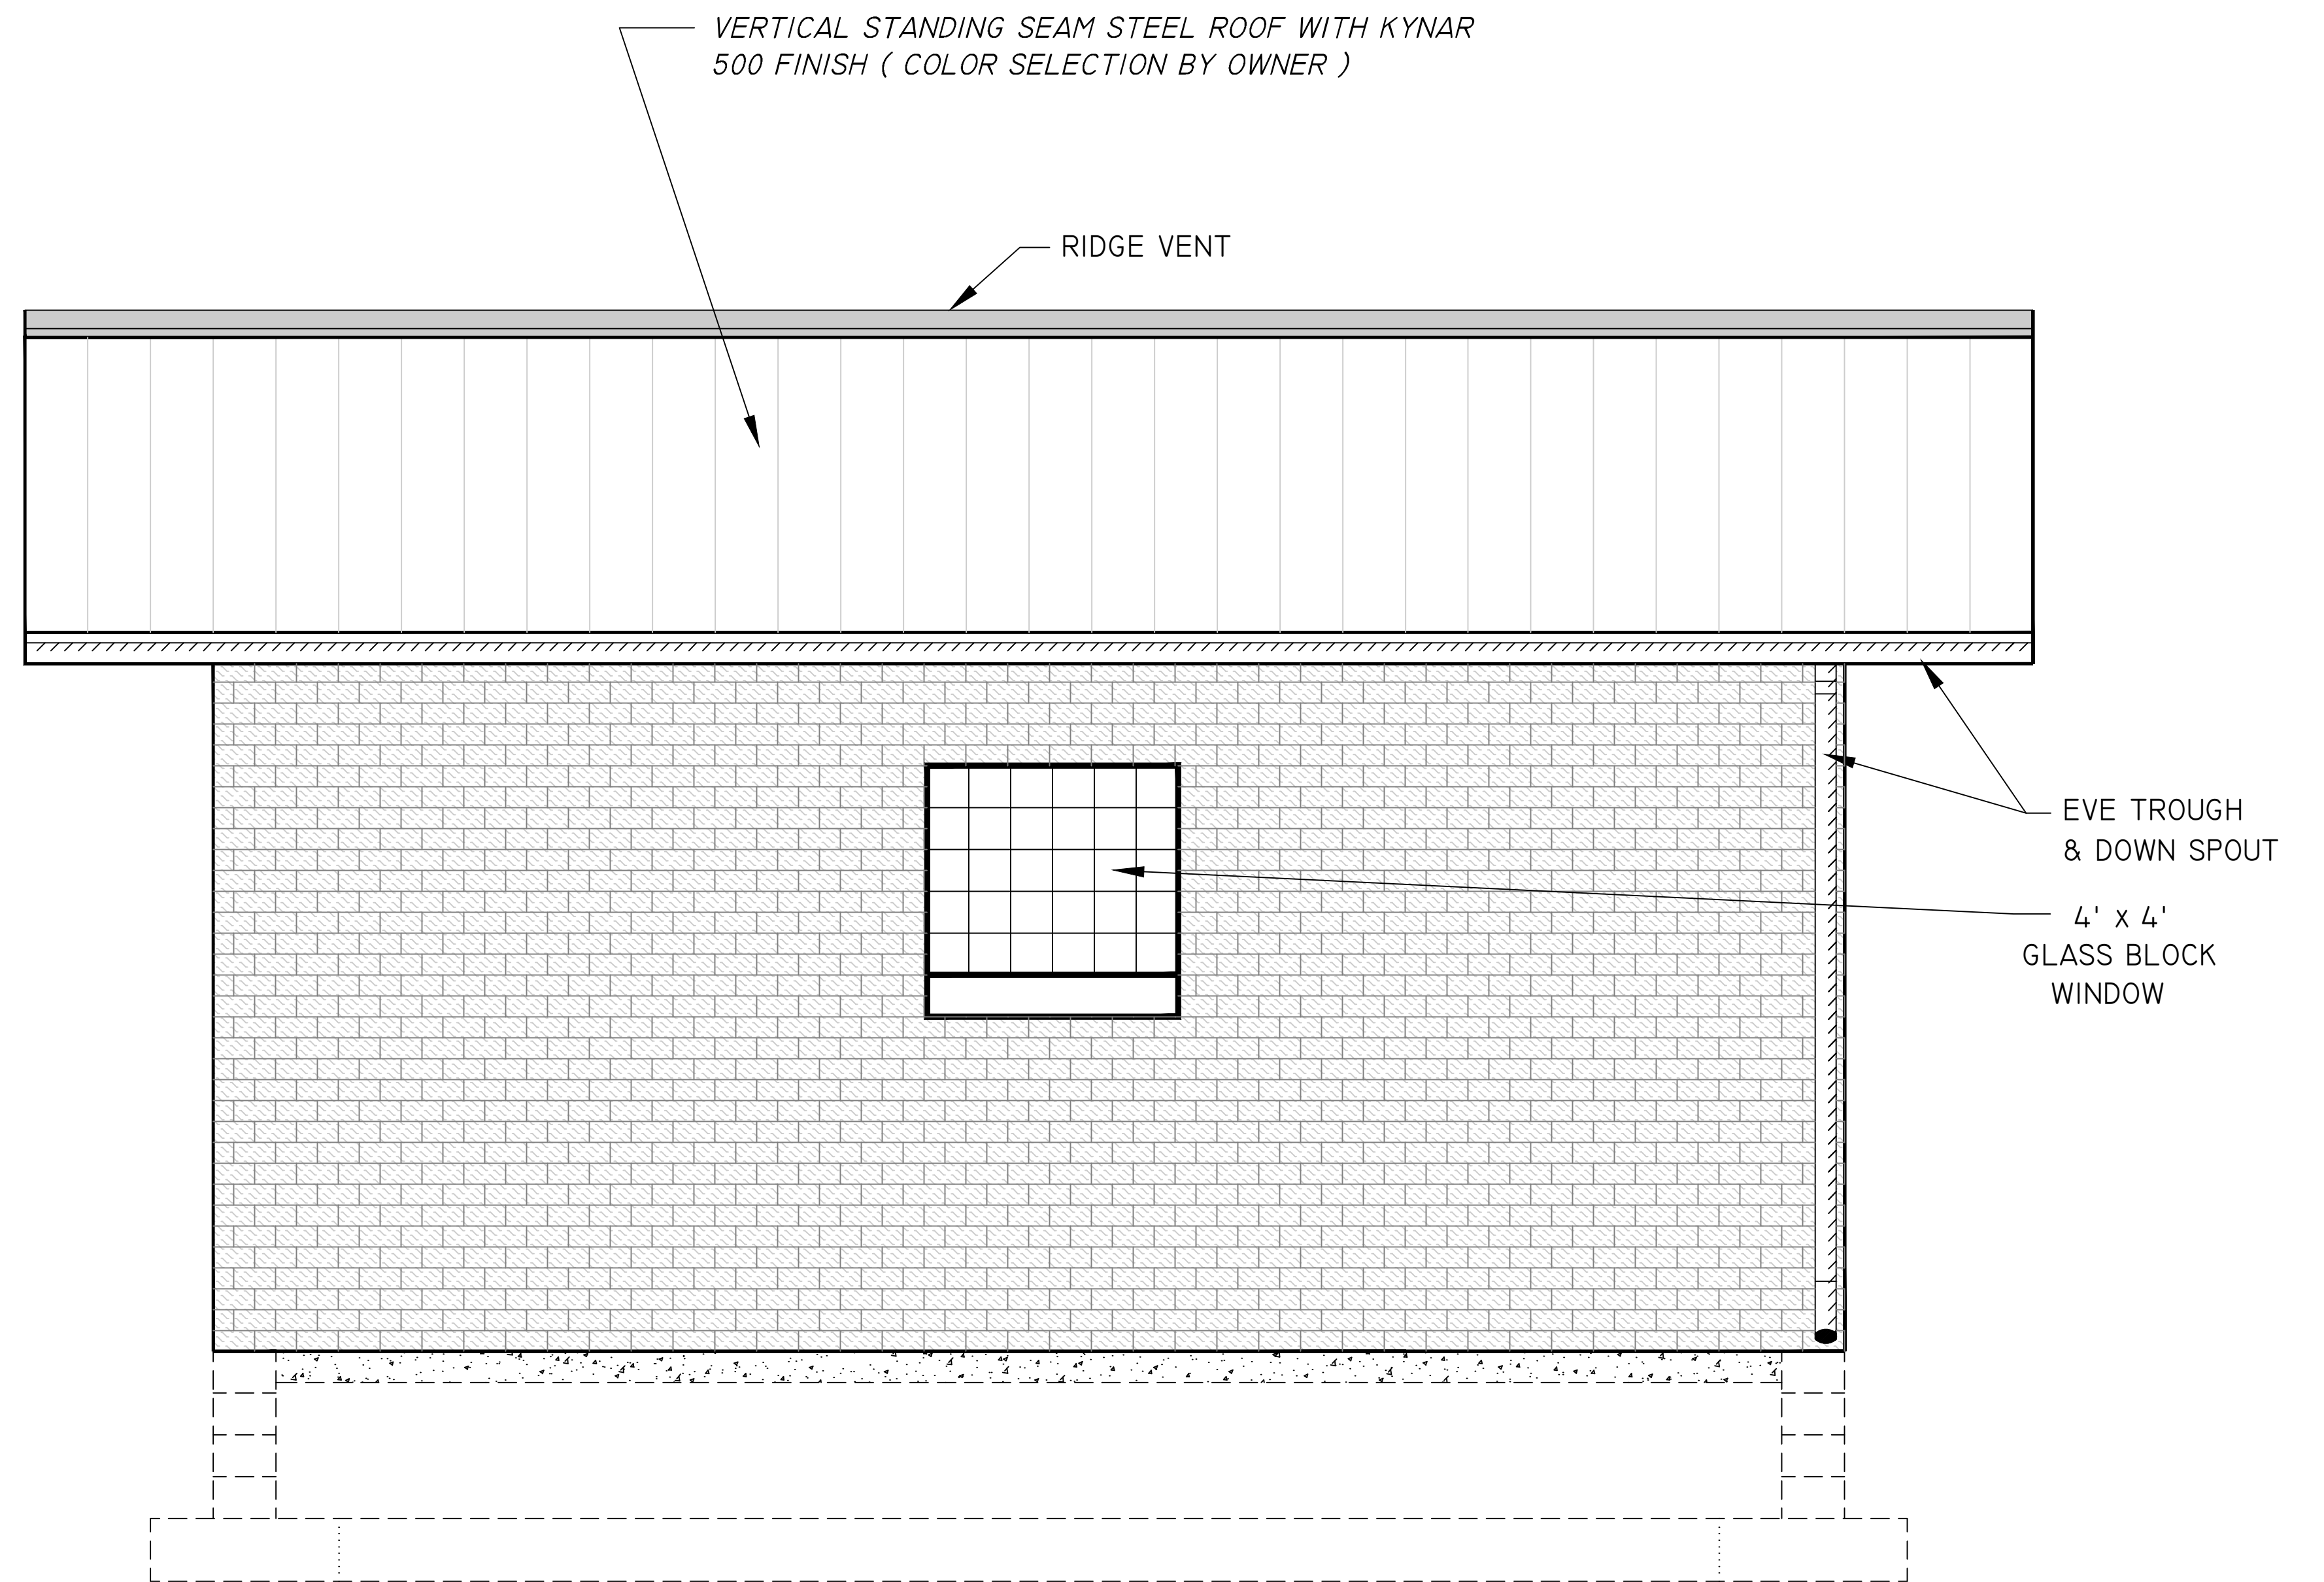 VERTICAL STANDING SEAM STEEL ROOF WITH KYNAR
500 FINISH ( COLOR SELECTION BY OWNER )
RIDGE VENT
EVE TROUGH
& DOWN SPOUT
4' X 4'
GLASS BLOCK
WINDOW